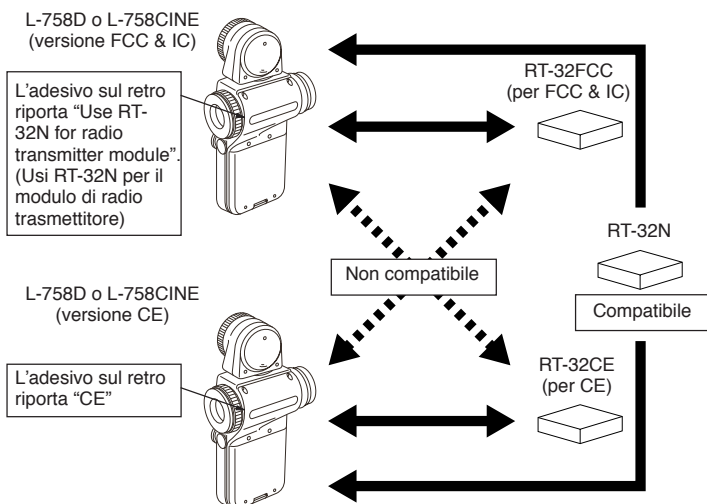 L-758D o L-758CINE
(versione FCC & IC)
L'adesivo sul retro
riporta “Use RT-
32N for radio
transmitter module”.
(Usi RT-32N per il
modulo di radio
trasmettitore)
RT-32FCC
(per FCC & IC)
RT-32N
Compatibile
Non compatibile
L-758D o L-758CINE
(versione CE)
L'adesivo sul retro
riporta “CE”
RT-32CE
(per CE)